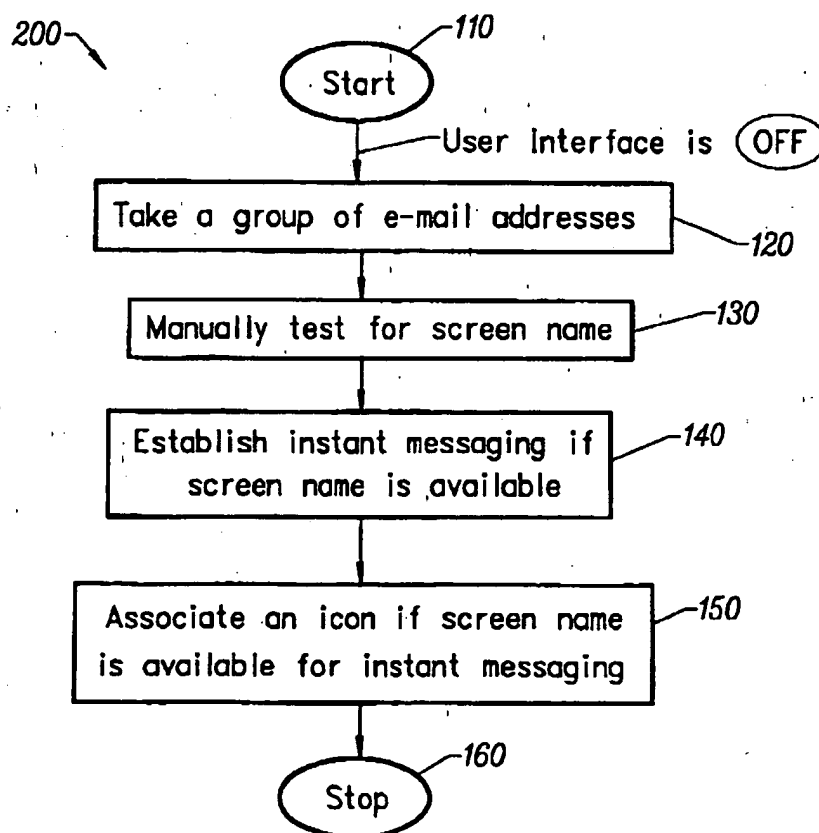 200
110
Start
User Interface is OFF
Take a group of e-mail addresses
120
Manually test for screen name
130
Establish instant messaging if
screen name is available
140
Associate an icon if screen name
is available for instant messaging
150
160
Stop